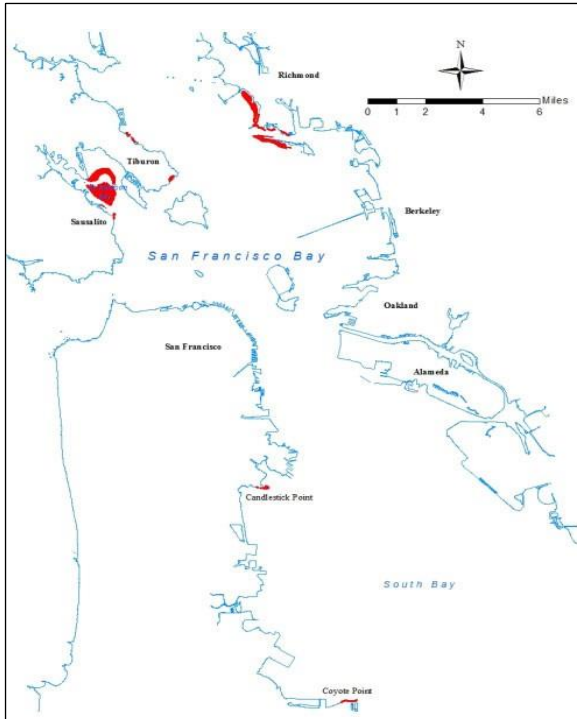 N
Richmond
0 1 2 4 6 Miles
Tiburon
Sausalito
Berkeley
San Francisco Bay
Oakland
San Francisco
Alameda
Candlestick Point
South Bay
Coyote Point